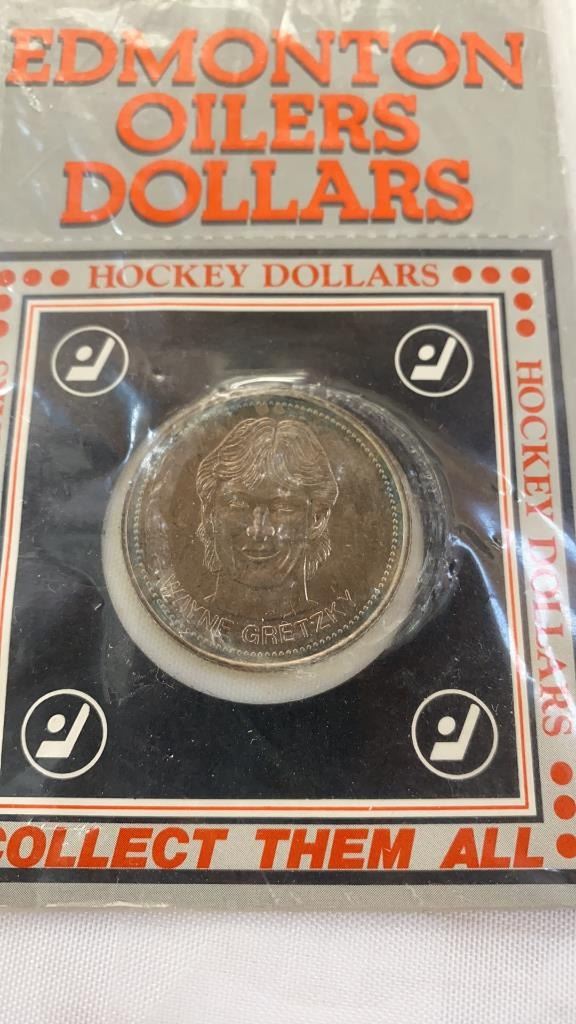 EDMONTON
OILERS
DOLLARS
HOCKEY DOLLARS
HOCKEY DOLLARS
WAYNE GRETZKY
COLLECT THEM ALL